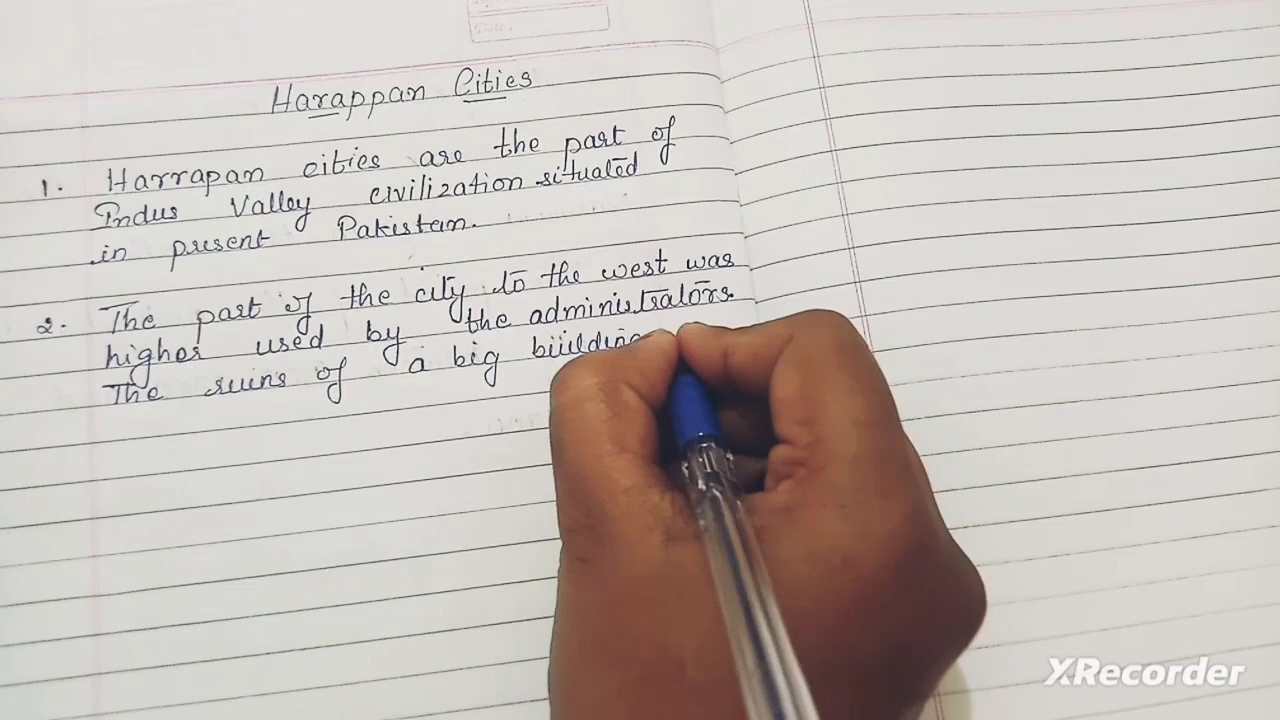 Harappan Cities
1. Harrapan cities are the part of
Indus Valley civilization situated
in present Pakistan.
2. The part of the city to the west was
higher used by the administrators.
The ruins of a big building
XRecorder